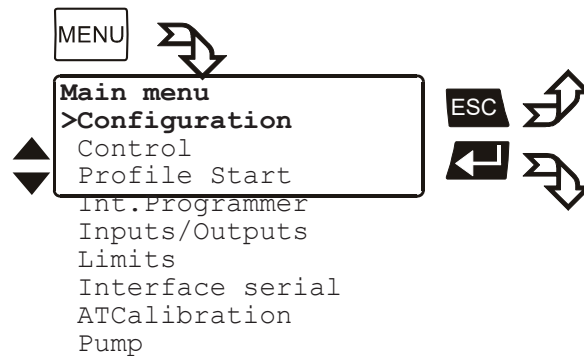 MENU
Main menu
>Configuration
Control
Profile Start
Int.Programmer
Inputs/Outputs
Limits
Interface serial
ATCalibration
Pump
ESC